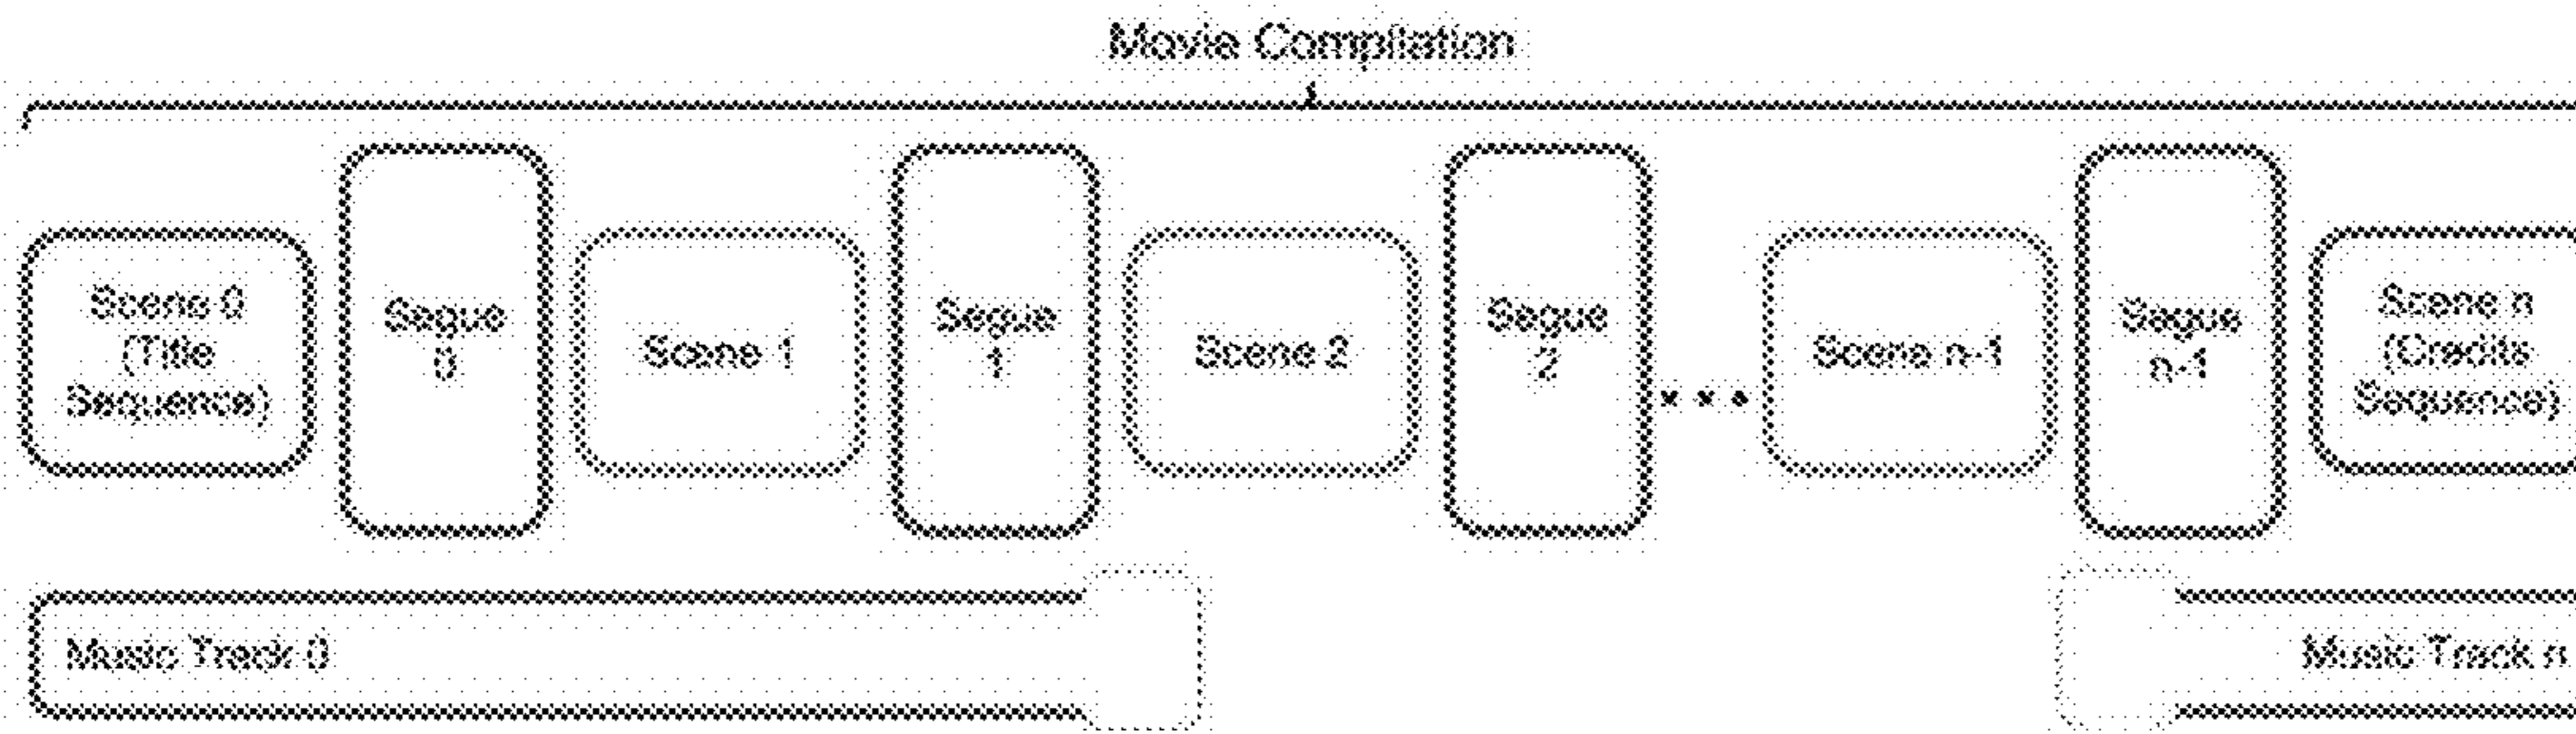 Movie Compilation
Scene 0
(Title
Sequence)
Segue
0
Scene 1
Segue
1
Scene 2
Segue
2
...
Scene n-1
Segue
n-1
Scene n
(Credits
Sequence)
Music Track 0
Music Track n